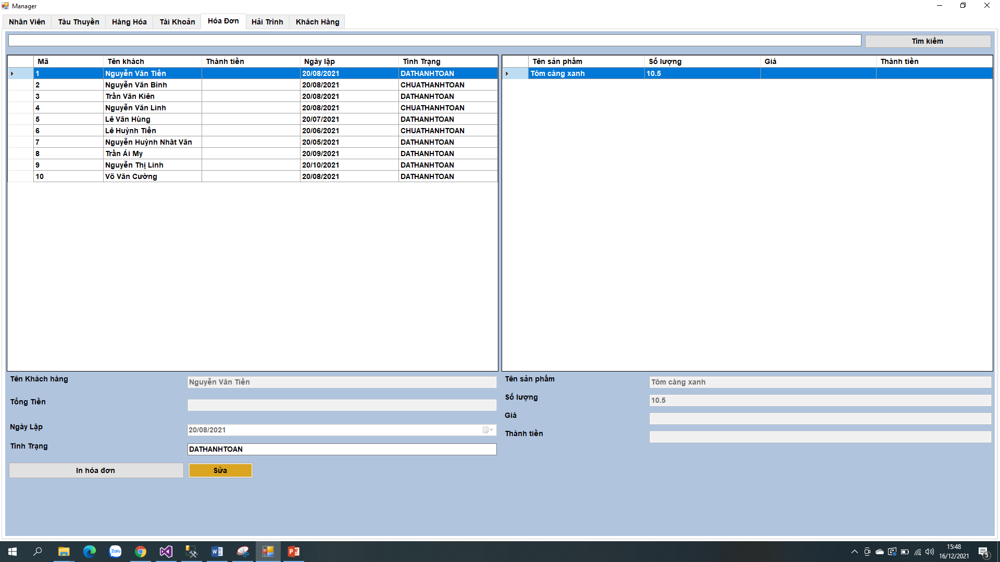 Manager
Nhân Viên Tàu Thuyền Hàng Hóa Tài Khoản Hóa Đơn Hải Trình Khách Hàng
Tìm kiếm
Mã Tên khách Thành tiền Ngày lập Tình Trạng
1 Nguyễn Văn Tiến 20/08/2021 DATHANHTOAN
2 Nguyễn Văn Bình 20/08/2021 CHUATHANHTOAN
3 Trần Văn Kiên 20/08/2021 DATHANHTOAN
4 Nguyễn Văn Linh 20/08/2021 CHUATHANHTOAN
5 Lê Văn Hùng 20/07/2021 DATHANHTOAN
6 Lê Huỳnh Tiến 20/06/2021 CHUATHANHTOAN
7 Nguyễn Huỳnh Nhât Văn 20/05/2021 DATHANHTOAN
8 Trần Ái My 20/09/2021 DATHANHTOAN
9 Nguyễn Thị Linh 20/10/2021 DATHANHTOAN
10 Võ Văn Cường 20/08/2021 DATHANHTOAN
Tên sản phẩm Số lượng Giá Thành tiền
Tôm càng xanh 10.5
Tên Khách hàng Nguyễn Văn Tiến
Tổng Tiền
Ngày Lập 20/08/2021
Tình Trạng DATHANHTOAN
In hóa đơn Sửa
Tên sản phẩm Tôm càng xanh
Số lượng 10.5
Giá
Thành tiền
Zalo
15:48
16/12/2021
5